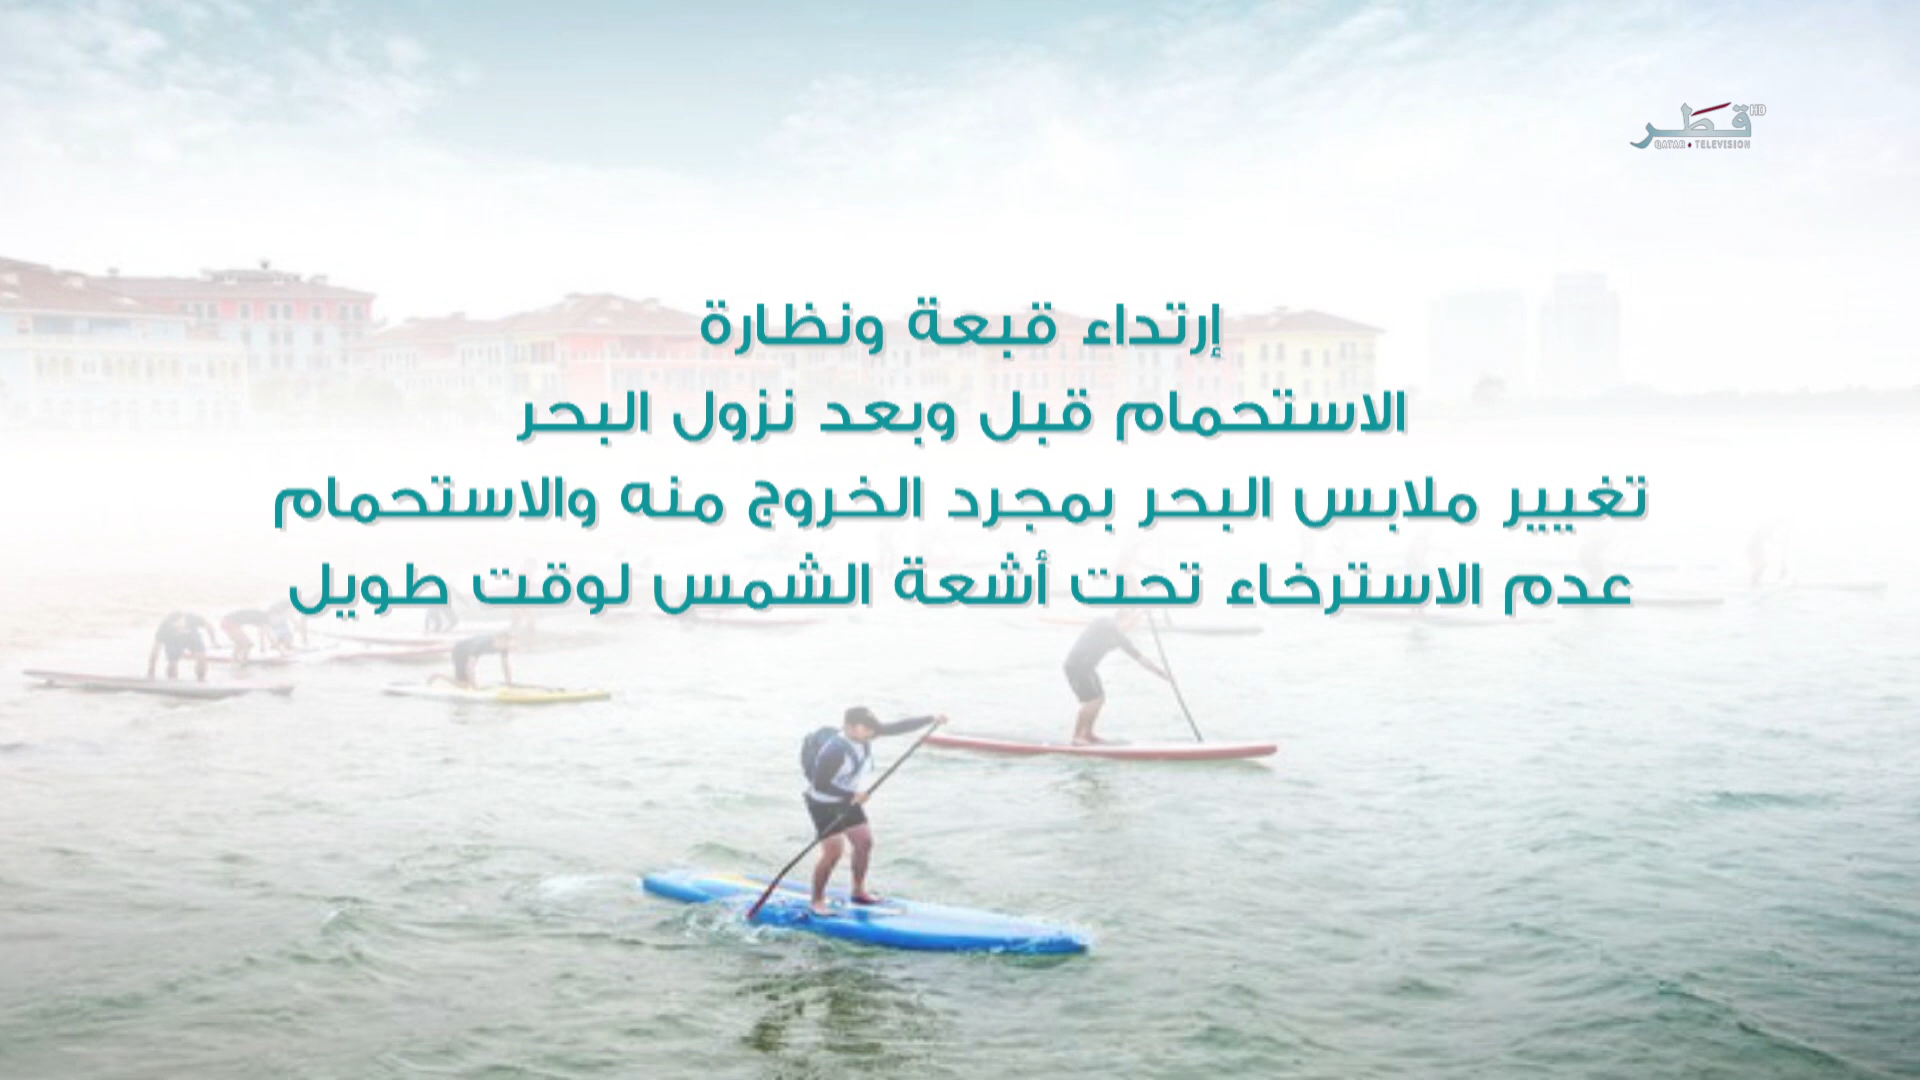 قطر HD
QATAR TELEVISION
إرتداء قبعة ونظارة
الاستحمام قبل وبعد نزول البحر
تغيير ملابس البحر بمجرد الخروج منه والاستحمام
عدم الاسترخاء تحت أشعة الشمس لوقت طويل